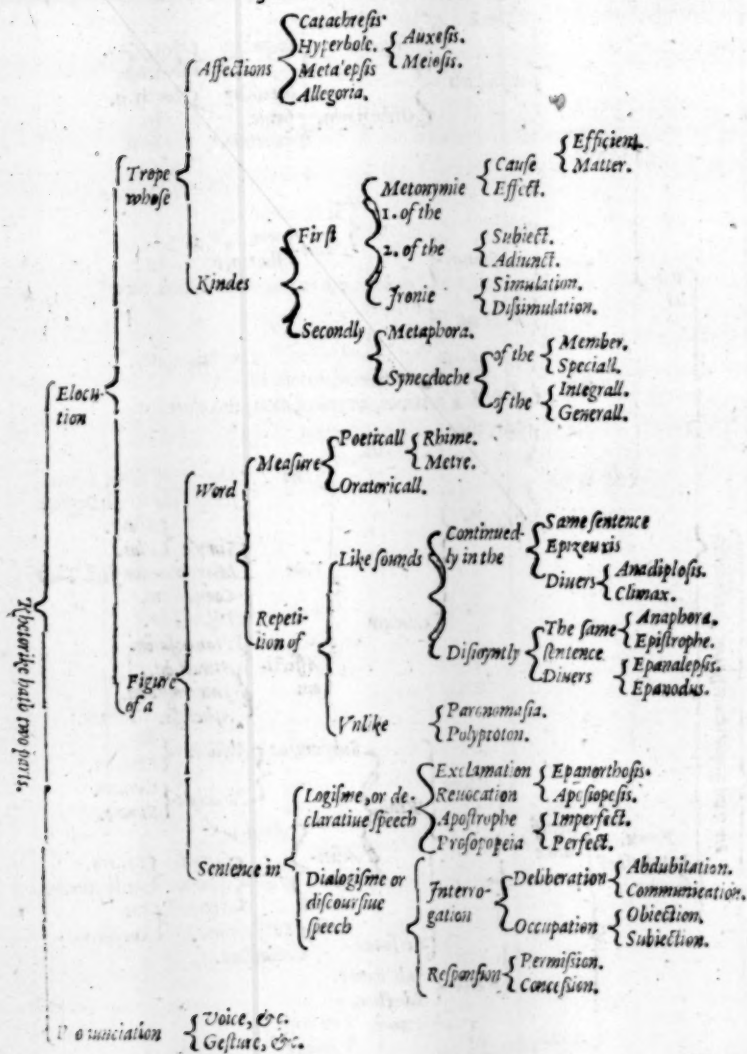 Catachresis.
Hyperbole.
Auxesis.
Meiosis.
Affections
Metalepsis
Allegoria.
Trope
whose
Kindes
First
Metonymie
1. of the
Cause
Effect.
Efficient.
Matter.
2. of the
Subiect.
Adiunct.
Ironie
Simulation.
Dissimulation.
Secondly
Metaphora.
Synecdoche
of the
Member.
Speciall.
of the
Integrall.
Generall.
Elocu-
tion
Word
Measure
Poeticall
Rhime.
Metre.
Oratoricall.
Repeti-
tion of
Like sounds
Continued-
ly in the
Same sentence
Epizeuxis
Diuers
Anadiplosis.
Climax.
Disioyntly
The same
sentence
Anaphora.
Epistrophe.
Diuers
Epanalepsis.
Epanodus.
Vnlike
Paronomasia.
Polyptoton.
Rhetorike hath two parts.
Figure
of a
Sentence in
Logisme, or de-
claratiue speech
Exclamation
Reuocation
Epanorthosis.
Aposiopesis.
Apostrophe
Prosopopeia
Imperfect.
Perfect.
Dialogisme or
discoursiue
speech
Interro-
gation
Deliberation
Abdubitation.
Communication.
Occupation
Obiection.
Subiection.
Responsion
Permission.
Concession.
Pronunciation
Voice, &c.
Gesture, &c.